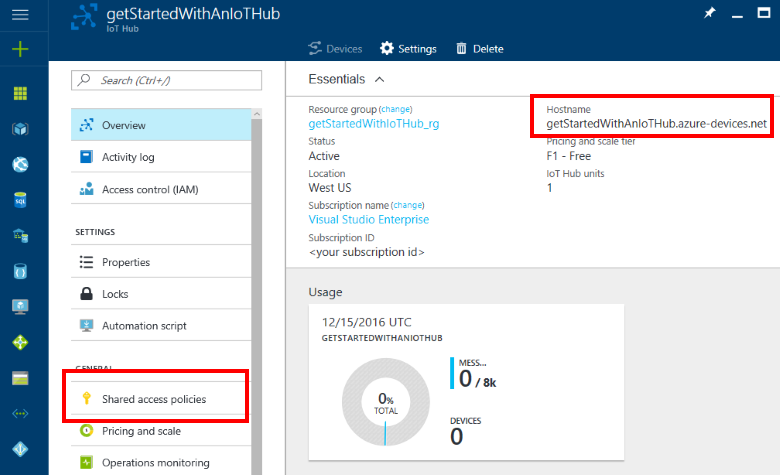 getStartedWithAnIoTHub
IoT Hub
Devices
Settings
Delete
Search (Ctrl+/)
Overview
Activity log
Access control (IAM)
SETTINGS
Properties
Locks
Automation script
GENERAL
Shared access policies
Pricing and scale
Operations monitoring
Essentials
Resource group (change)
getStartedWithIoTHub_rg
Status
Active
Location
West US
Subscription name (change)
Visual Studio Enterprise
Subscription ID
<your subscription id>
Hostname
getStartedWithAnIoTHub.azure-devices.net
Pricing and scale tier
F1 - Free
IoT Hub units
1
Usage
12/15/2016 UTC
GETSTARTEDWITHANIOTHUB
0%
TOTAL
MESS...
0 / 8k
DEVICES
0
SQL